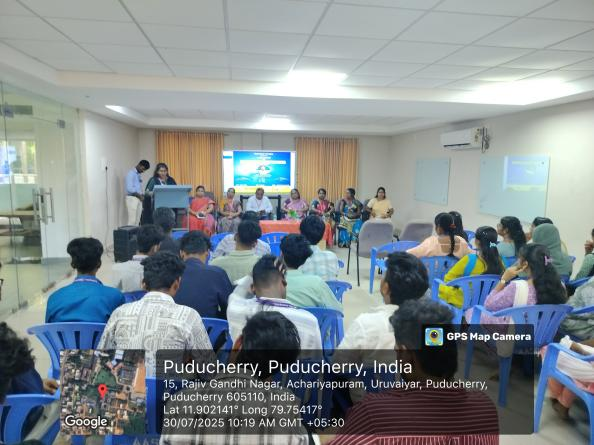 GPS Map Camera
Puducherry, Puducherry, India
15, Rajiv Gandhi Nagar, Achariyapuram, Uruvaiyar, Puducherry,
Puducherry 605110, India
Lat 11.902141° Long 79.75417°
30/07/2025 10:19 AM GMT +05:30
Google